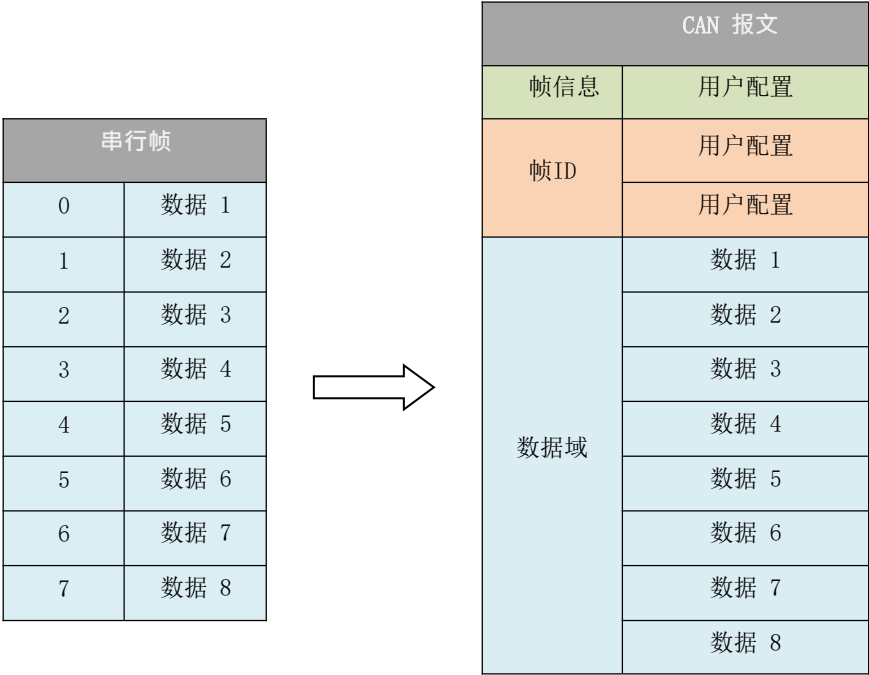 串行帧
0 数据 1
1 数据 2
2 数据 3
3 数据 4
4 数据 5
5 数据 6
6 数据 7
7 数据 8
CAN 报文
帧信息 用户配置
帧ID
用户配置
用户配置
数据域
数据 1
数据 2
数据 3
数据 4
数据 5
数据 6
数据 7
数据 8